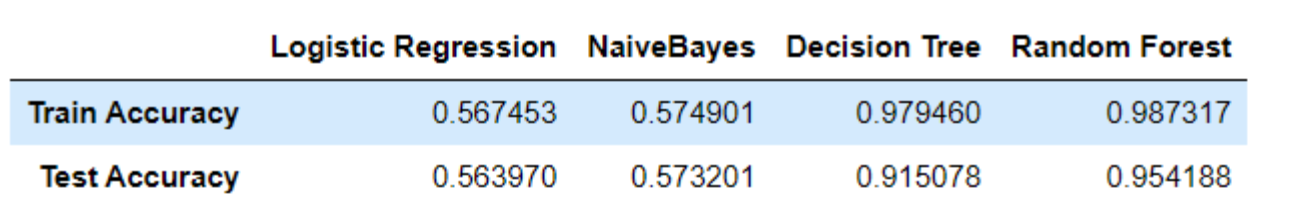 Logistic Regression NaiveBayes Decision Tree Random Forest
Train Accuracy 0.567453 0.574901 0.979460 0.987317
Test Accuracy 0.563970 0.573201 0.915078 0.954188